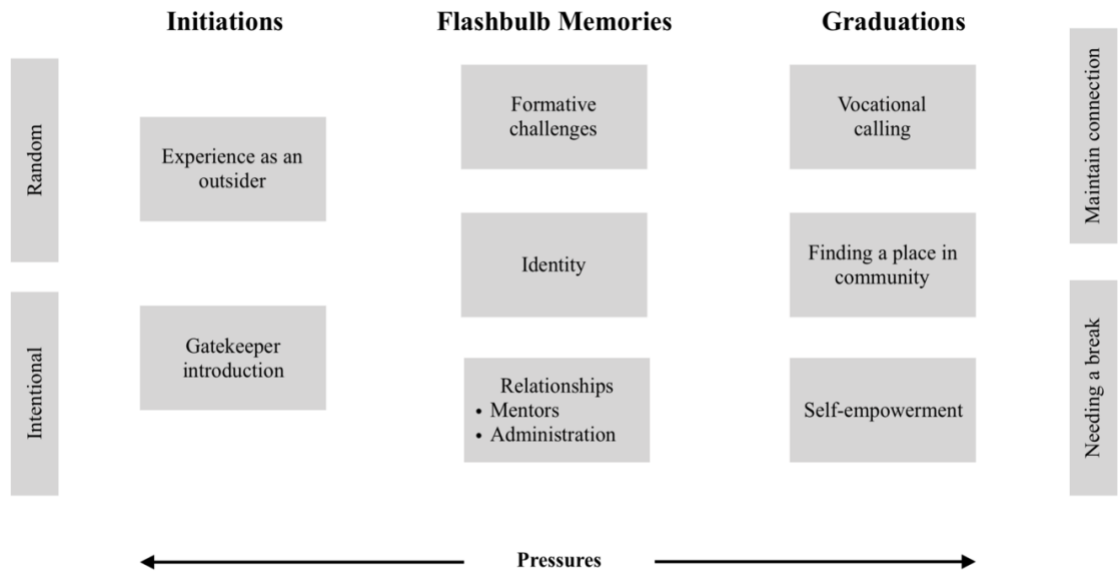 Initiations
Flashbulb Memories
Graduations
Random
Intentional
Experience as an
outsider
Gatekeeper
introduction
Formative
challenges
Identity
Relationships
• Mentors
• Administration
Vocational
calling
Finding a place in
community
Self-empowerment
Maintain connection
Needing a break
Pressures